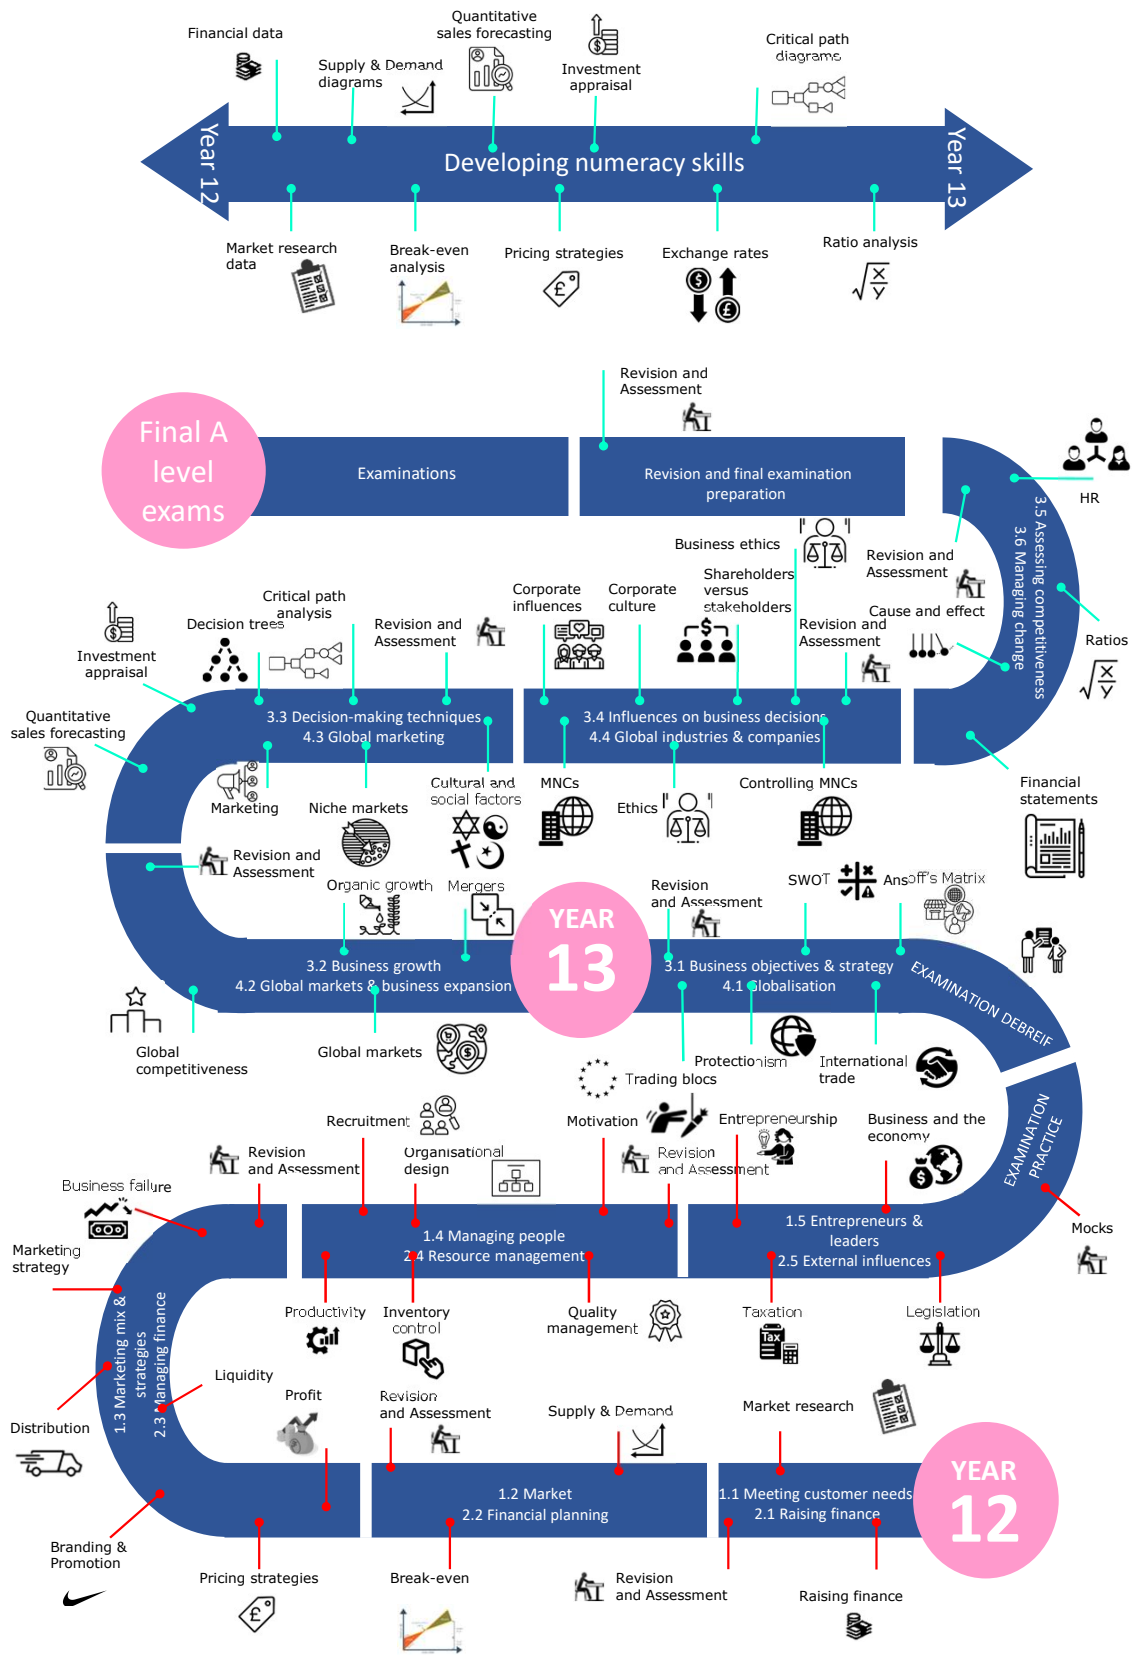 Financial data
Supply & Demand
diagrams
Quantitative
sales forecasting
Investment
appraisal
Critical path
diagrams
Year 12
Developing numeracy skills
Year 13
Market research
data
Break-even
analysis
Pricing strategies
Exchange rates
Ratio analysis
Revision and
Assessment
Final A
level
exams
Examinations
Revision and final examination
preparation
HR
3.5 Assessing competitiveness
3.6 Managing change
Revision and
Assessment
Cause and effect
Ratios
Financial
statements
Business ethics
Shareholders
versus
stakeholders
Corporate
influences
Corporate
culture
Revision and
Assessment
Critical path
analysis
Decision trees
Revision and
Assessment
Investment
appraisal
Quantitative
sales forecasting
3.3 Decision-making techniques
4.3 Global marketing
3.4 Influences on business decisions
4.4 Global industries & companies
Marketing
Niche markets
Cultural and
social factors
MNCs
Ethics
Controlling MNCs
Revision and
Assessment
Organic growth
Mergers
YEAR
13
Revision
and Assessment
SWOT
Ansoff's Matrix
3.2 Business growth
4.2 Global markets & business expansion
3.1 Business objectives & strategy
4.1 Globalisation
EXAMINATION DEBREIF
Global
competitiveness
Global markets
Trading blocs
Protectionism
International
trade
EXAMINATION
PRACTICE
Mocks
Recruitment
Motivation
Entrepreneurship
Business and the
economy
Revision
and Assessment
Organisational
design
Revision
and Assessment
Business failure
Marketing
strategy
1.4 Managing people
2.4 Resource management
1.5 Entrepreneurs &
leaders
2.5 External influences
Productivity
Inventory
control
Quality
management
Taxation
Tax
Legislation
1.3 Marketing mix &
strategies
2.3 Managing finance
Liquidity
Distribution
Profit
Revision
and Assessment
Supply & Demand
Market research
1.2 Market
2.2 Financial planning
1.1 Meeting customer needs
2.1 Raising finance
YEAR
12
Branding &
Promotion
Pricing strategies
Break-even
Revision
and Assessment
Raising finance